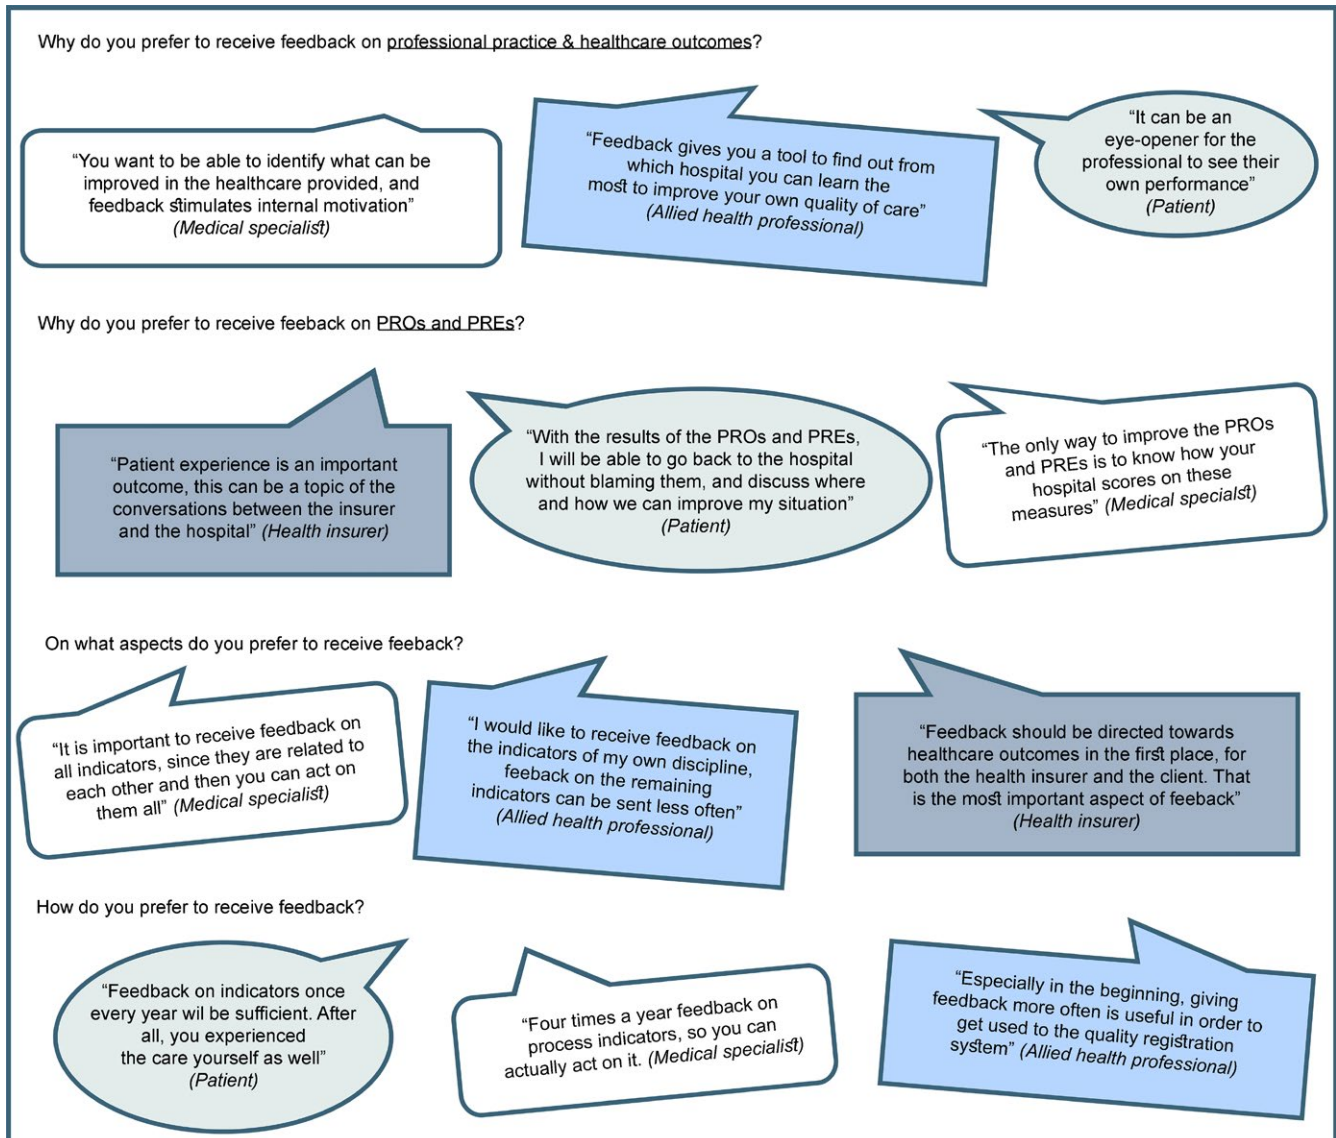 Why do you prefer to receive feedback on professional practice & healthcare outcomes?
“You want to be able to identify what can be
improved in the healthcare provided, and
feedback stimulates internal motivation”
(Medical specialist)
“Feedback gives you a tool to find out from
which hospital you can learn the
most to improve your own quality of care”
(Allied health professional)
“It can be an
eye-opener for the
professional to see their
own performance”
(Patient)
Why do you prefer to receive feeback on PROs and PREs?
“Patient experience is an important
outcome, this can be a topic of the
conversations between the insurer
and the hospital” (Health insurer)
“With the results of the PROs and PREs,
I will be able to go back to the hospital
without blaming them, and discuss where
and how we can improve my situation”
(Patient)
“The only way to improve the PROs
and PREs is to know how your
hospital scores on these
measures” (Medical specialst)
On what aspects do you prefer to receive feeback?
“It is important to receive feedback on
all indicators, since they are related to
each other and then you can act on
them all” (Medical specialist)
“I would like to receive feedback on
the indicators of my own discipline,
feeback on the remaining
indicators can be sent less often”
(Allied health professional)
“Feedback should be directed towards
healthcare outcomes in the first place, for
both the health insurer and the client. That
is the most important aspect of feeback”
(Health insurer)
How do you prefer to receive feedback?
“Feedback on indicators once
every year wil be sufficient. After
all, you experienced
the care yourself as well”
(Patient)
“Four times a year feedback on
process indicators, so you can
actually act on it. (Medical specialist)
“Especially in the beginning, giving
feedback more often is useful in order to
get used to the quality registration
system” (Allied health professional)